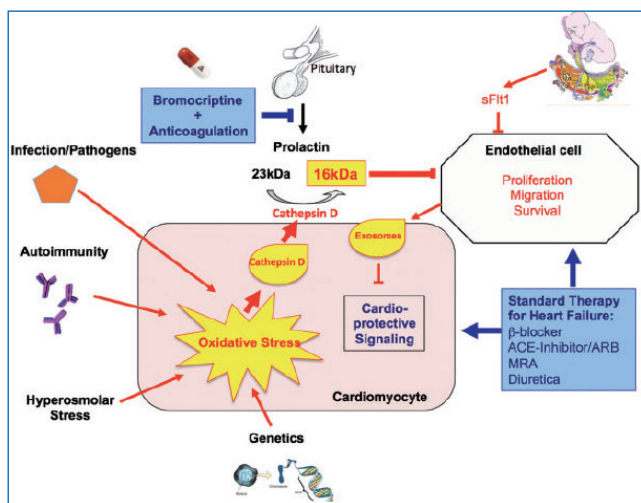 Pituitary
sFlt1
Bromocriptine
+
Anticoagulation
Prolactin
Infection/Pathogens
23kDa
16kDa
Endothelial cell
Proliferation
Migration
Survival
Cathepsin D
Autoimmunity
Exosomes
Cathepsin D
Cardio-
protective
Signaling
Oxidative Stress
Standard Therapy
for Heart Failure:
β-blocker
ACE-Inhibitor/ARB
MRA
Diuretica
Hyperosmolar
Stress
Cardiomyocyte
Genetics